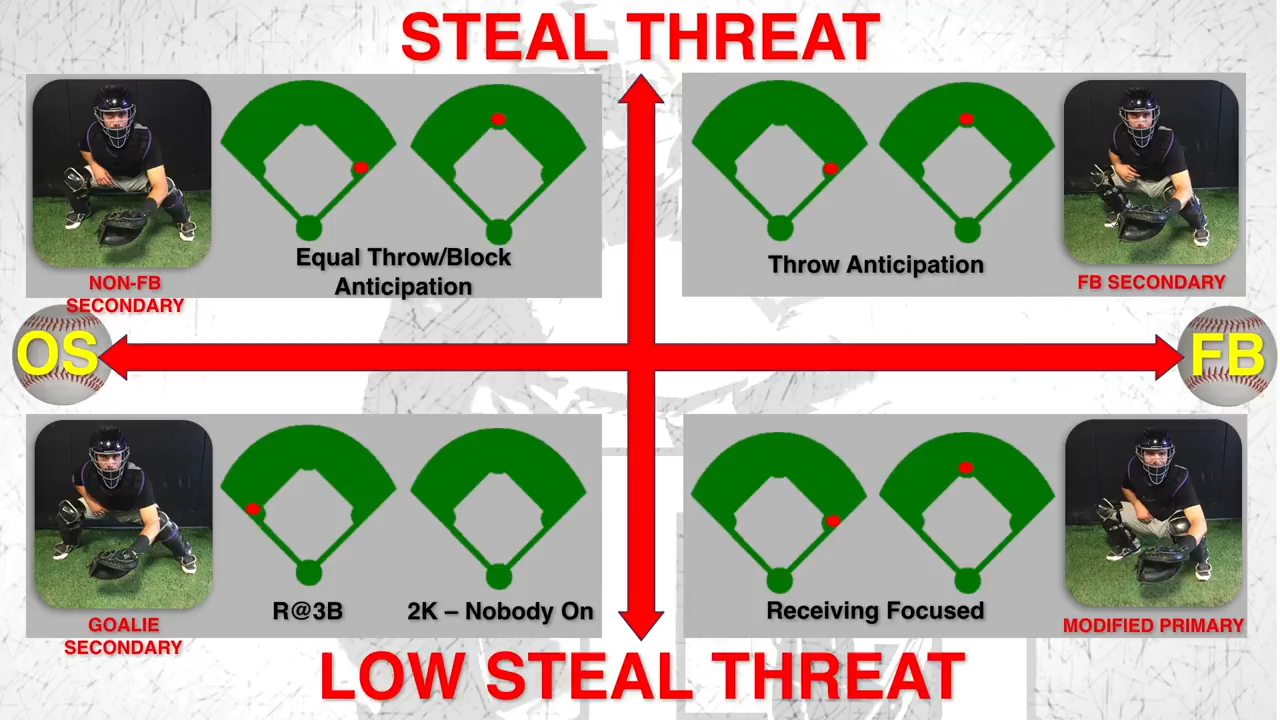 STEAL THREAT
Equal Throw/Block
Anticipation
NON-FB
SECONDARY
Throw Anticipation
FB SECONDARY
OS
FB
R@3B
2K – Nobody On
GOALIE
SECONDARY
Receiving Focused
MODIFIED PRIMARY
LOW STEAL THREAT